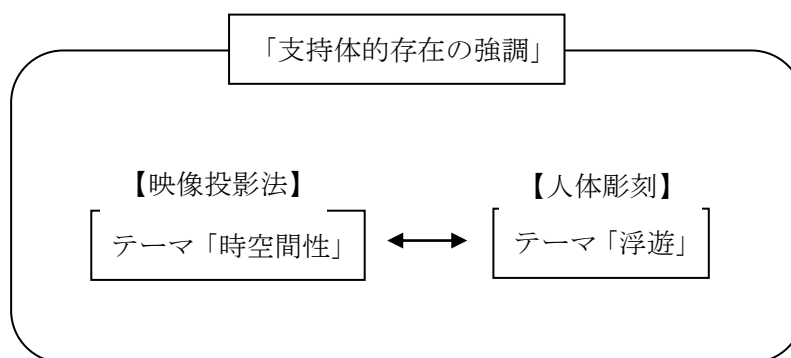 「支持体的存在の強調」
【映像投影法】
テーマ「時空間性」
【人体彫刻】
テーマ「浮遊」